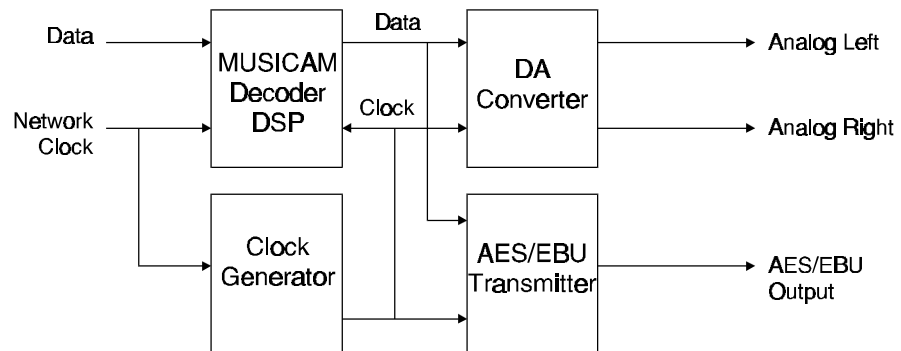 Data
Network
Clock
MUSICAM
Decoder
DSP
Data
Clock
DA
Converter
Analog Left
Analog Right
Clock
Generator
AES/EBU
Transmitter
AES/EBU
Output